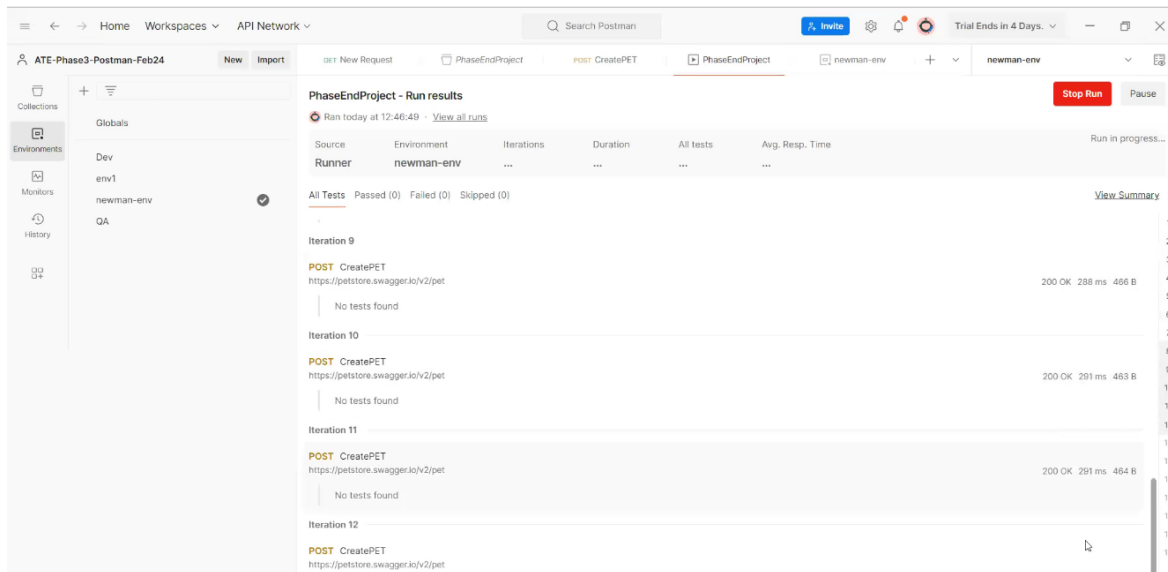 Home Workspaces API Network Search Postman Invite Trial Ends in 4 Days.
ATE-Phase3-Postman-Feb24 New Import GET New Request PhaseEndProject POST CreatePET PhaseEndProject newman-env newman-env
Collections
Environments
Monitors
History
Globals
Dev
env1
newman-env
QA
PhaseEndProject - Run results Stop Run Pause
Ran today at 12:46:49 · View all runs
Run in progress...
Source Environment Iterations Duration All tests Avg. Resp. Time
Runner newman-env ... ... ... ...
All Tests Passed (0) Failed (0) Skipped (0) View Summary
Iteration 9
POST CreatePET
https://petstore.swagger.io/v2/pet 200 OK 288 ms 466 B
No tests found
Iteration 10
POST CreatePET
https://petstore.swagger.io/v2/pet 200 OK 291 ms 463 B
No tests found
Iteration 11
POST CreatePET
https://petstore.swagger.io/v2/pet 200 OK 291 ms 464 B
No tests found
Iteration 12
POST CreatePET
https://petstore.swagger.io/v2/pet